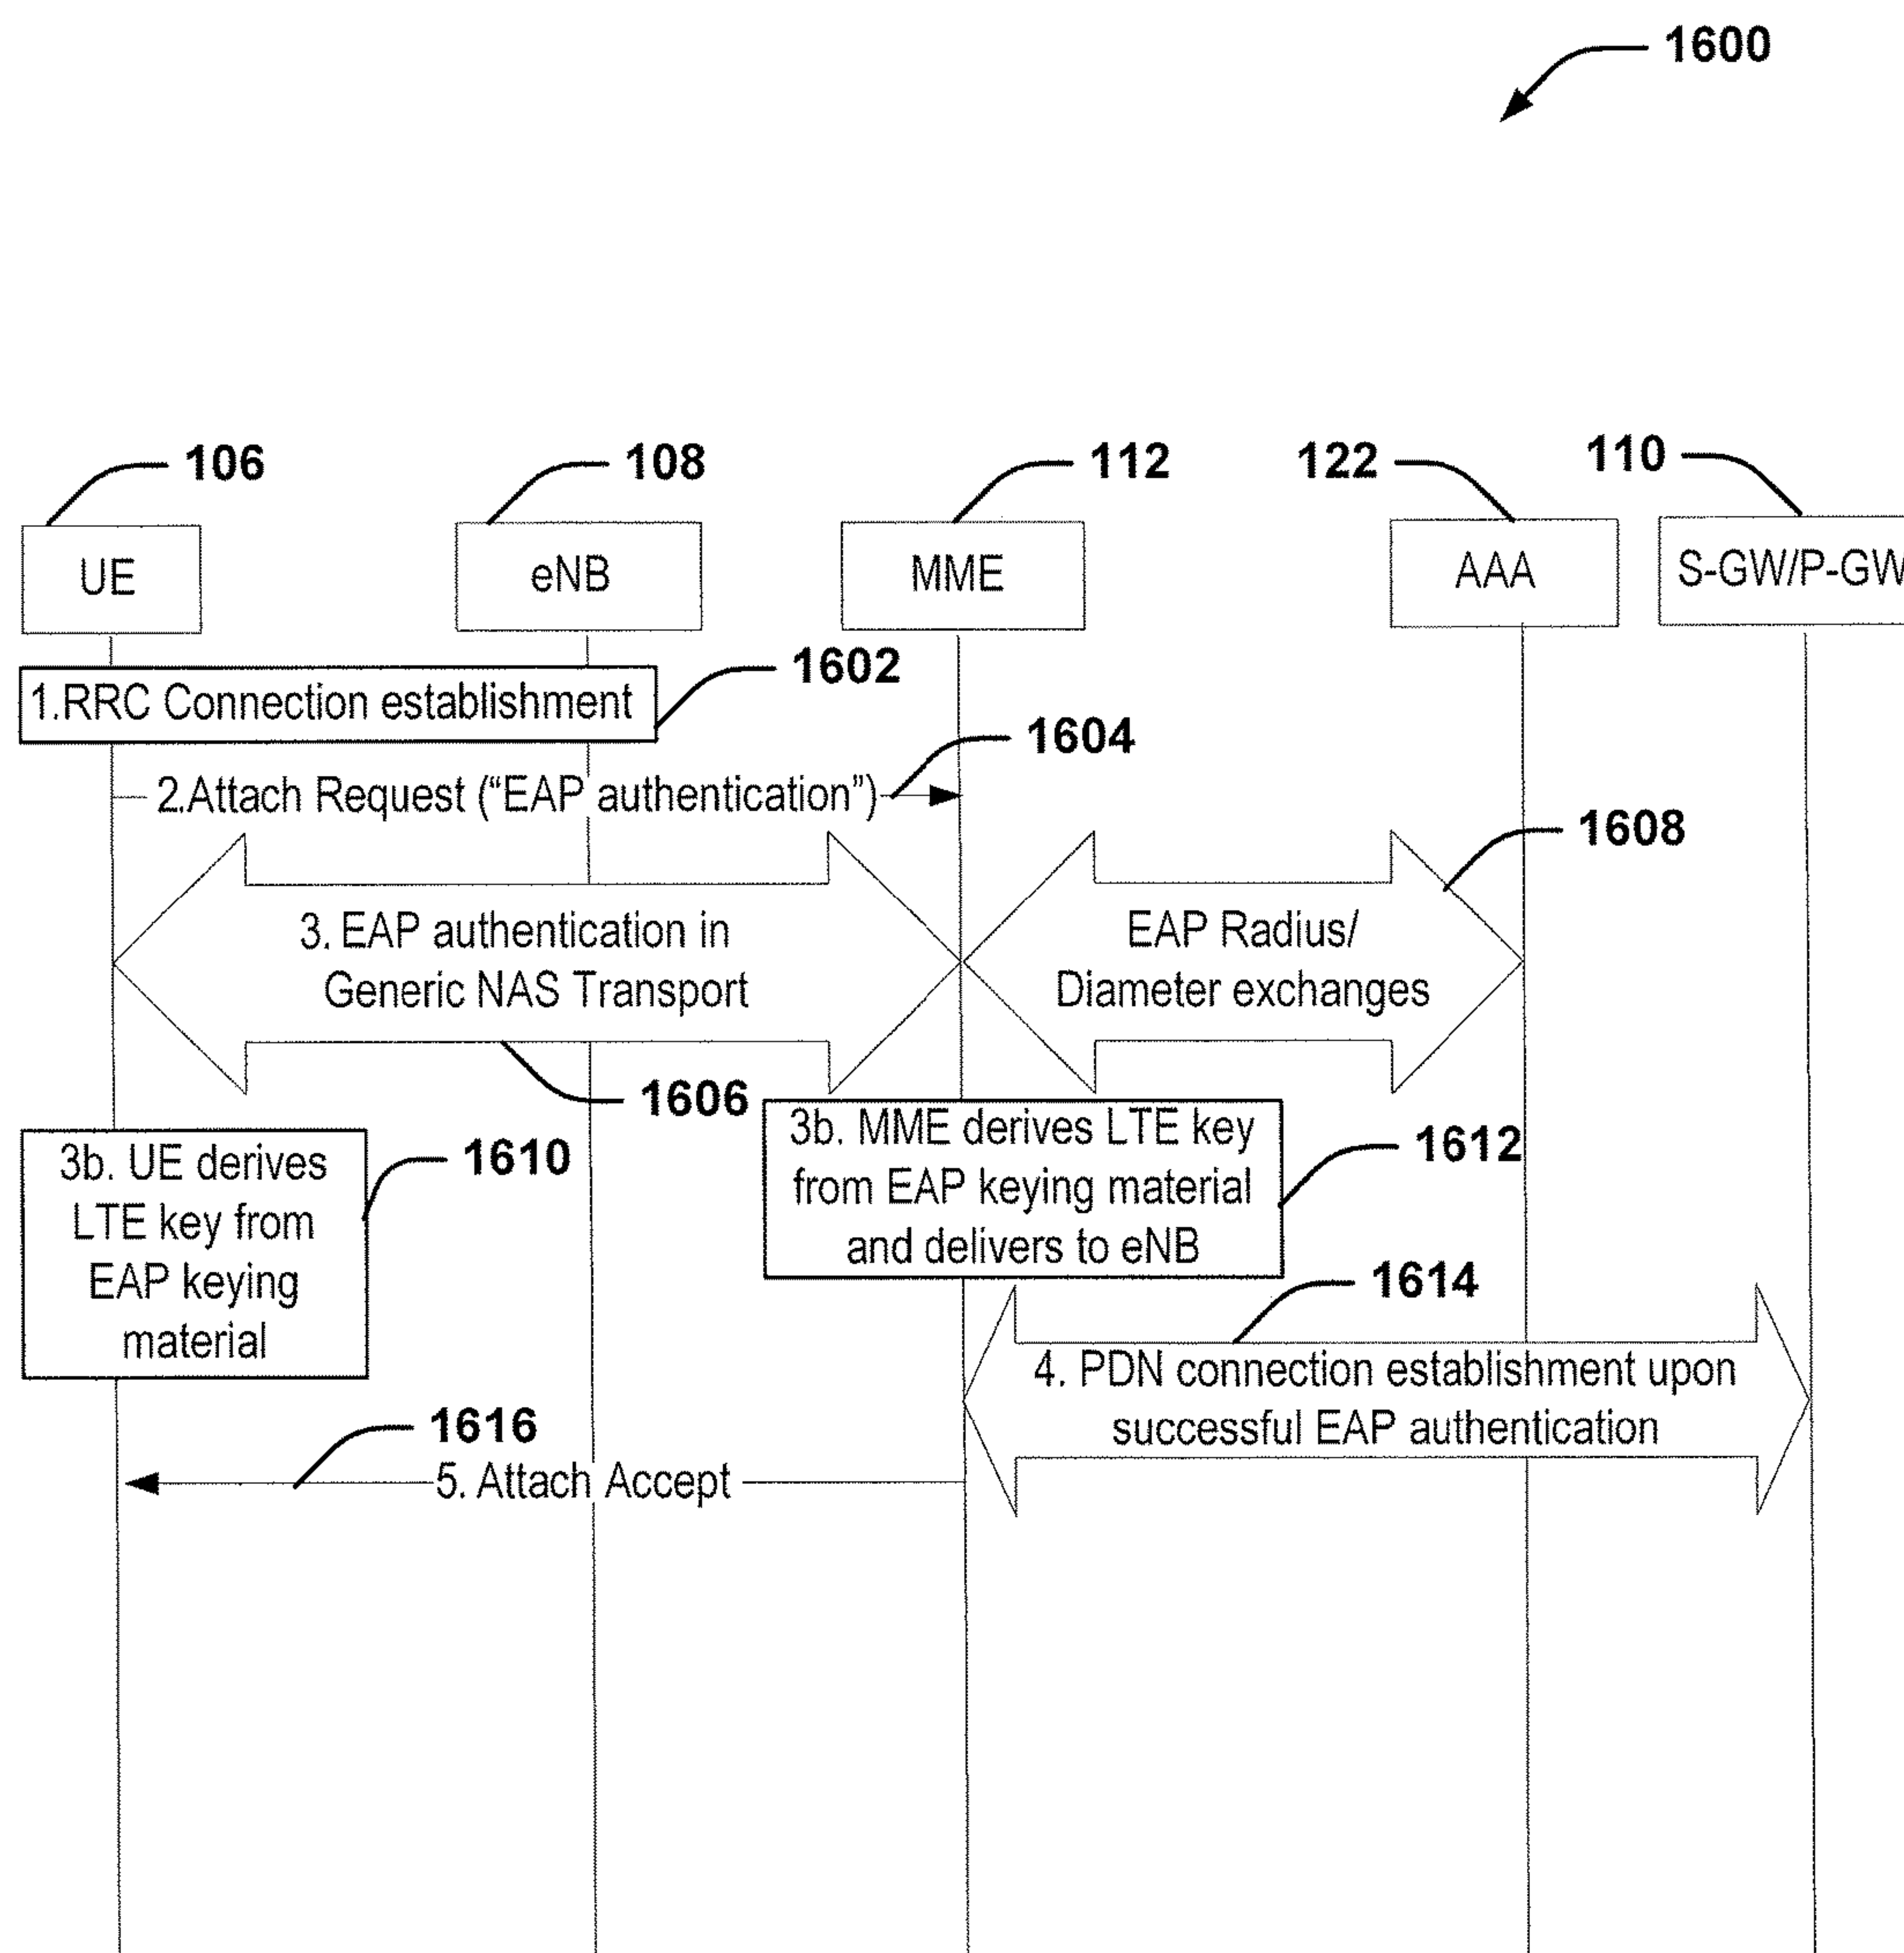 1600
106
108
112
122
110
UE
eNB
MME
AAA
S-GW/P-GW
1.RRC Connection establishment
1602
1604
2.Attach Request (“EAP authentication”)
1608
3. EAP authentication in
Generic NAS Transport
EAP Radius/
Diameter exchanges
1606
3b. UE derives
LTE key from
EAP keying
material
1610
3b. MME derives LTE key
from EAP keying material
and delivers to eNB
1612
1614
4. PDN connection establishment upon
successful EAP authentication
1616
5. Attach Accept